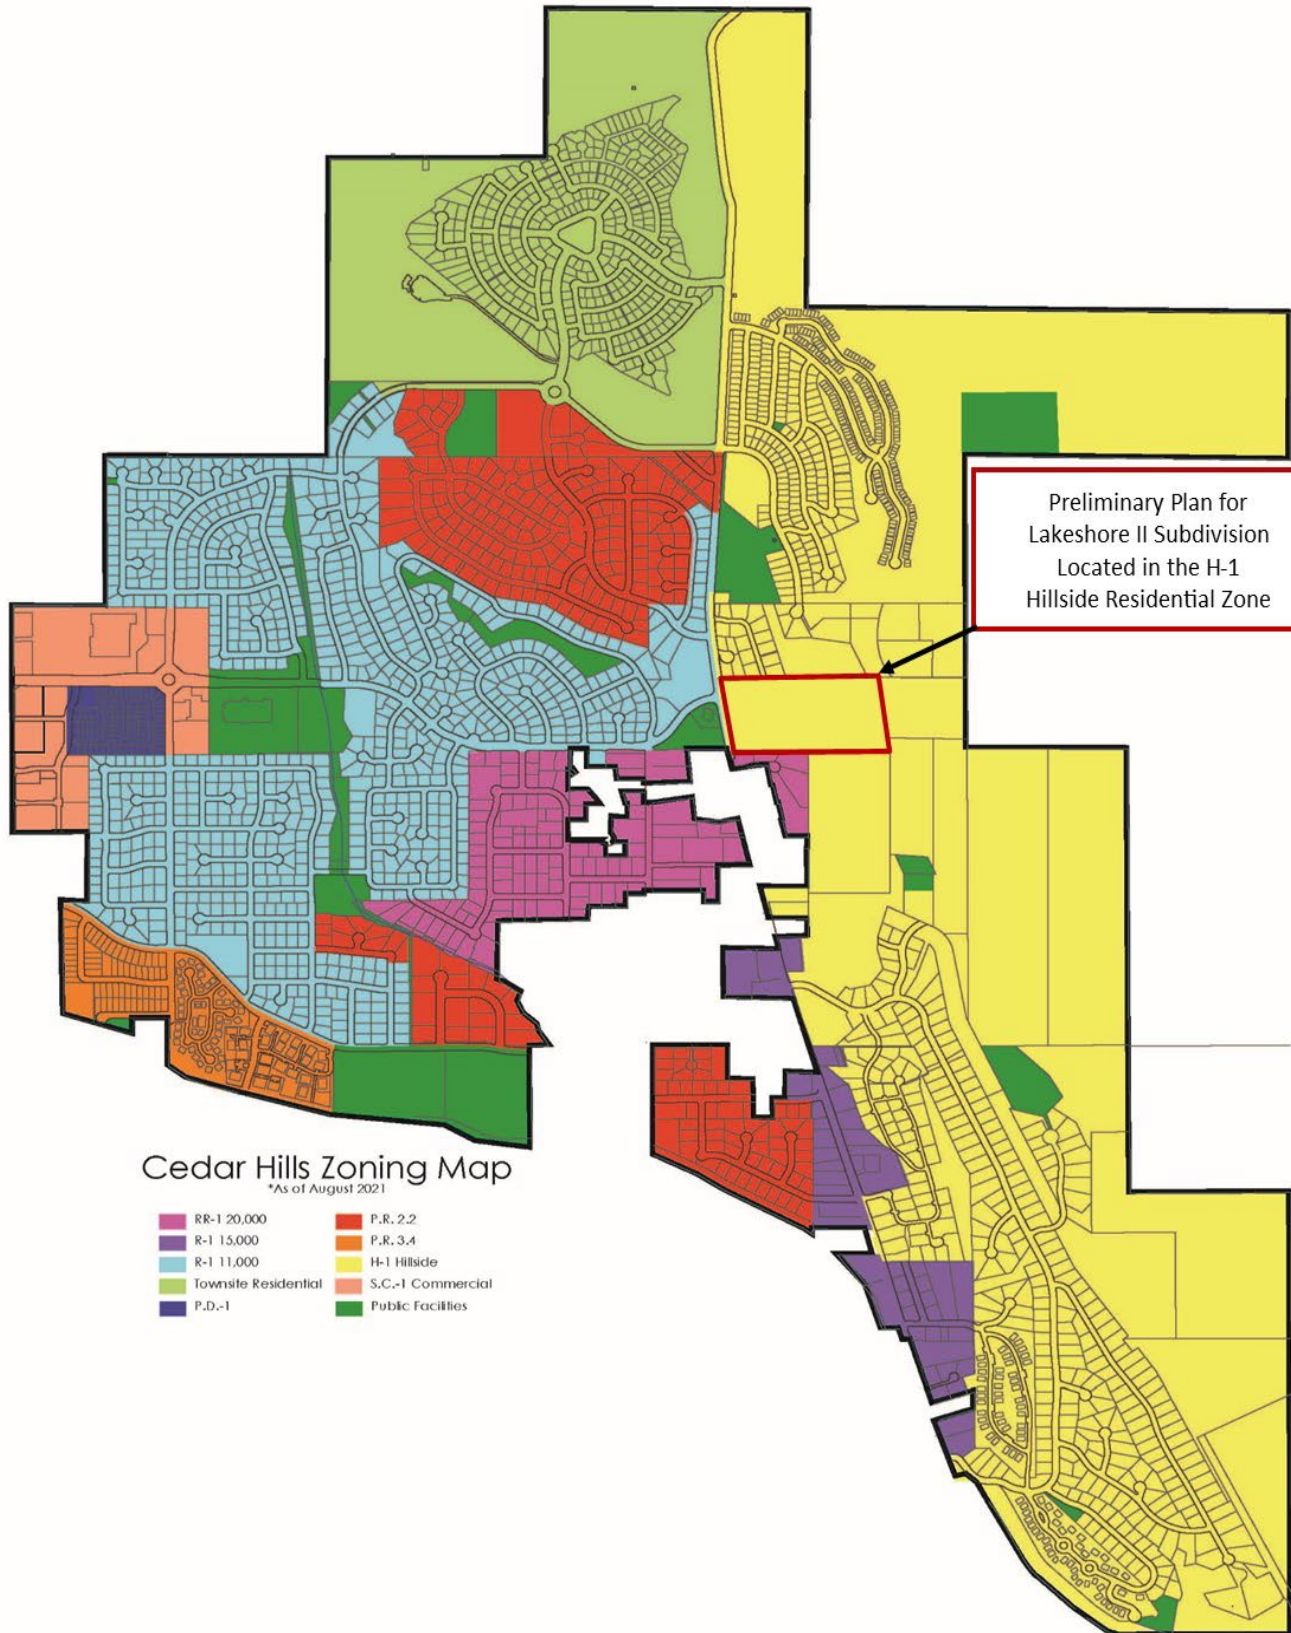 Preliminary Plan for
Lakeshore II Subdivision
Located in the H-1
Hillside Residential Zone
Cedar Hills Zoning Map
*As of August 2021
RR-1 20,000
R-1 15,000
R-1 11,000
Townsite Residential
P.D.-1
P.R. 2.2
P.R. 3.4
H-1 Hillside
S.C.-1 Commercial
Public Facilities